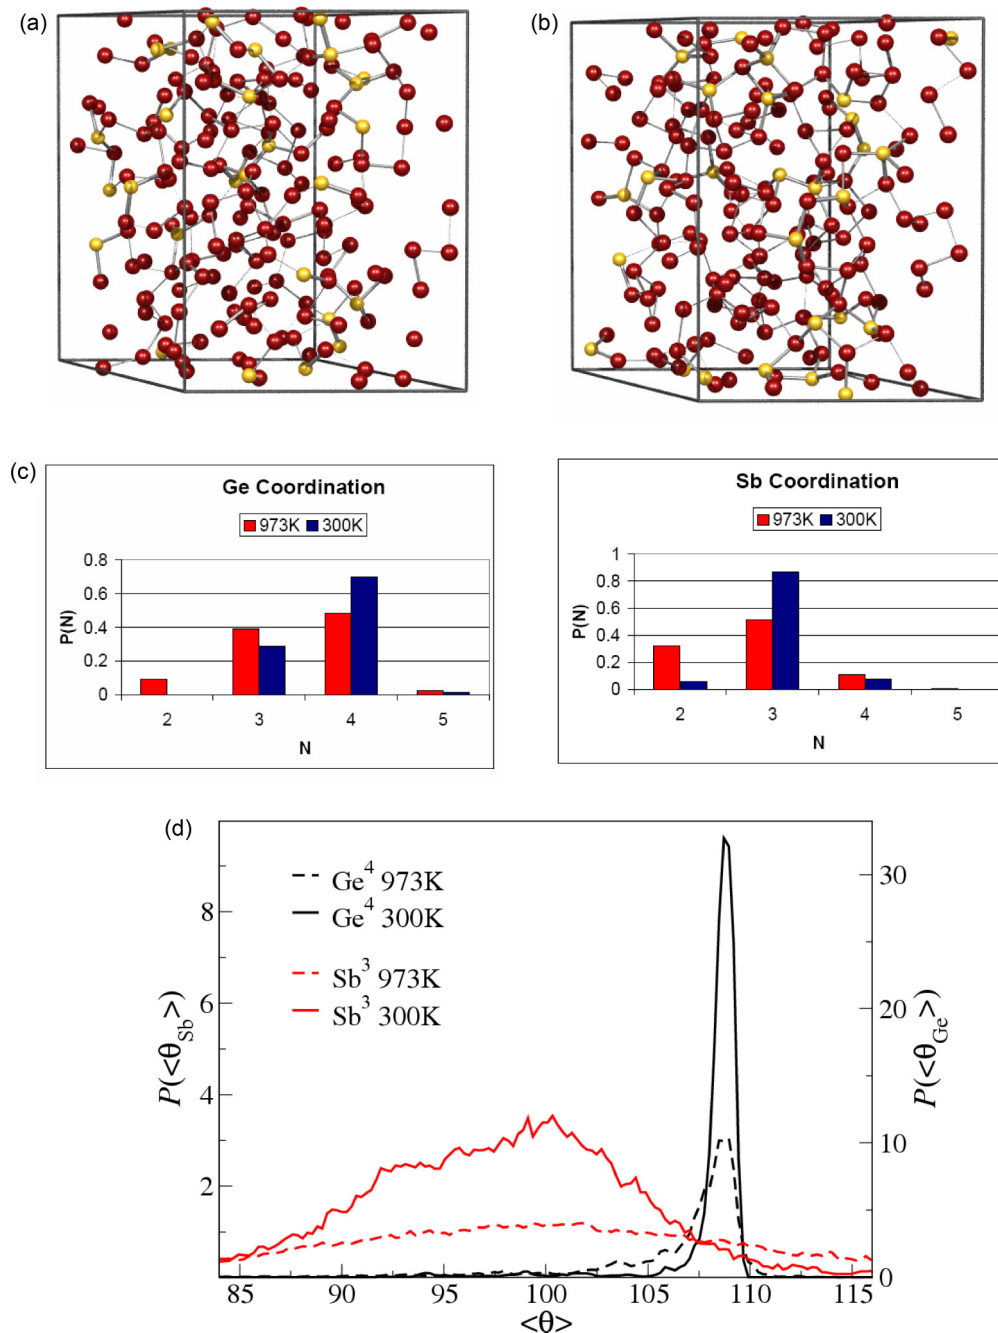 (a)
(b)
(c)
Ge Coordination
973K 300K
0.8
0.6
0.4
0.2
0
P(N)
2 3 4 5
N
Sb Coordination
973K 300K
1
0.8
0.6
0.4
0.2
0
P(N)
2 3 4 5
N
(d)
Ge⁴ 973K
Ge⁴ 300K
Sb³ 973K
Sb³ 300K
8
6
4
2
P(<θ_Sb>)
30
20
10
0
P(<θ_Ge>)
85 90 95 100 105 110 115
<θ>